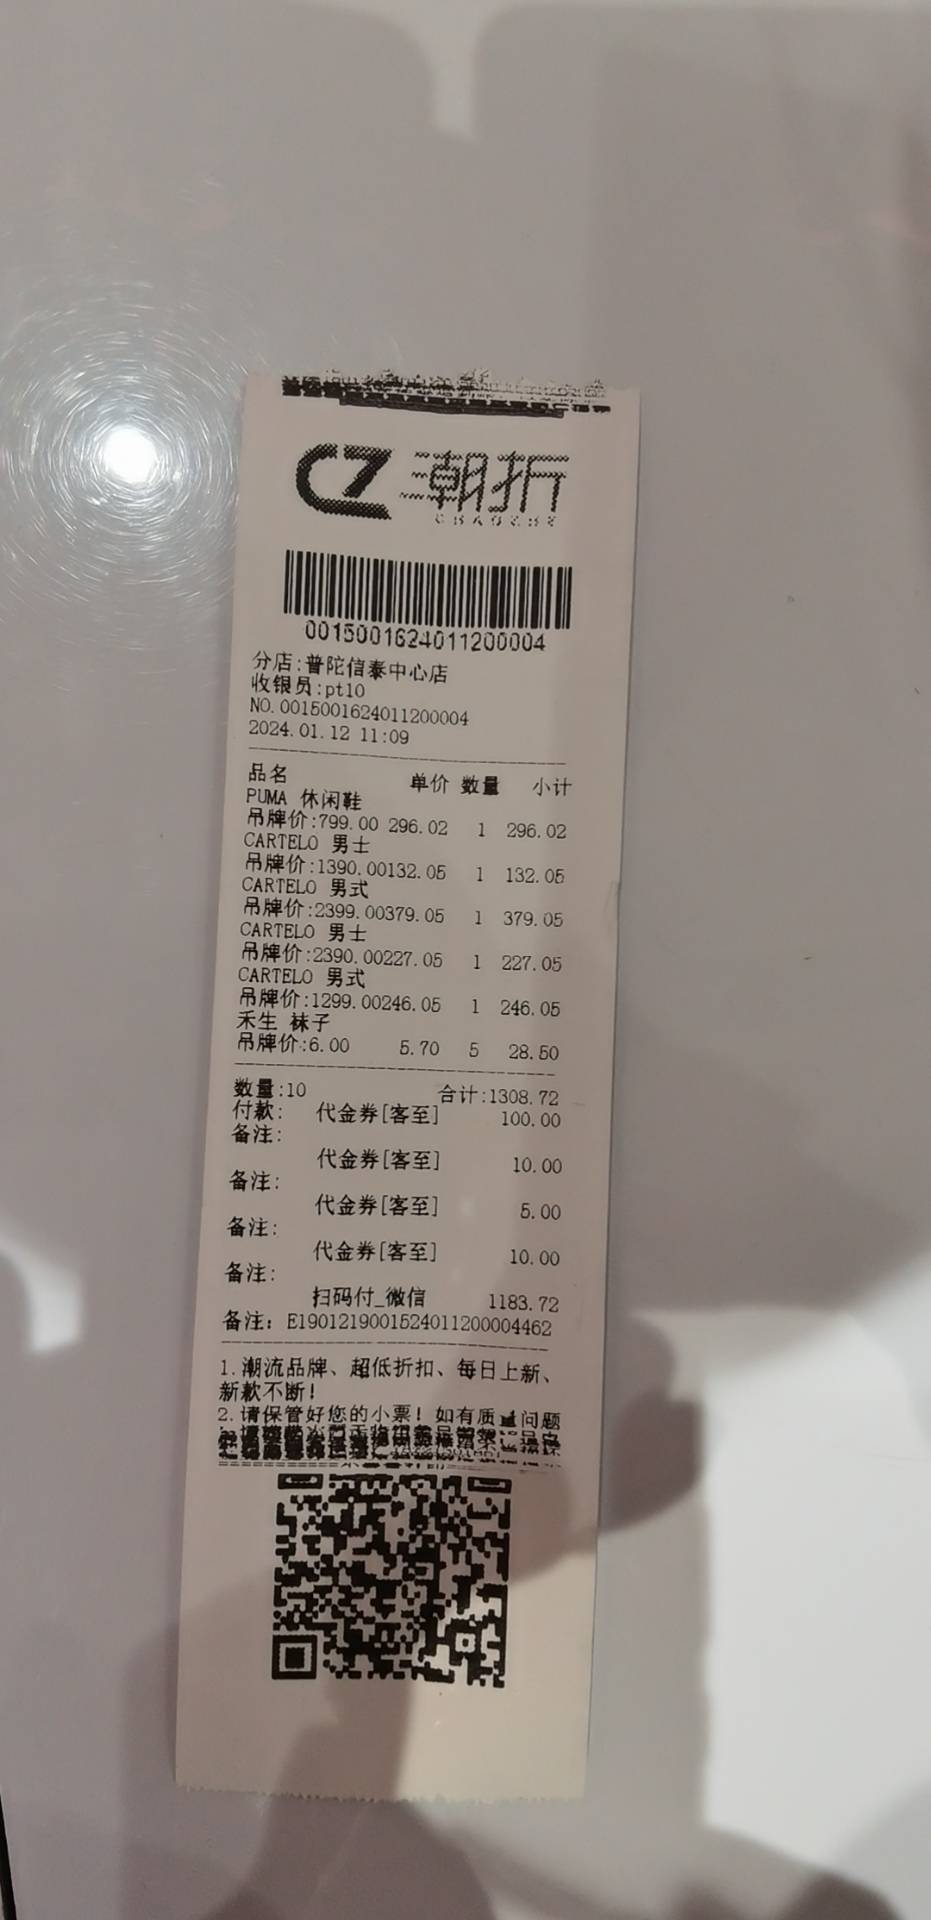 CZ 潮折
CHAOZHE
0015001624011200004
分店:普陀信泰中心店
收银员:pt10
NO.0015001624011200004
2024.01.12 11:09
品名 单价 数量 小计
PUMA 休闲鞋
吊牌价:799.00 296.02 1 296.02
CARTELO 男士
吊牌价:1390.00132.05 1 132.05
CARTELO 男式
吊牌价:2399.00379.05 1 379.05
CARTELO 男士
吊牌价:2390.00227.05 1 227.05
CARTELO 男式
吊牌价:1299.00246.05 1 246.05
禾生 袜子
吊牌价:6.00 5.70 5 28.50
数量:10 合计:1308.72
付款: 代金券[客至] 100.00
备注:
代金券[客至] 10.00
备注:
代金券[客至] 5.00
备注:
代金券[客至] 10.00
备注:
扫码付_微信 1183.72
备注: E1901219001524011200004462
1.潮流品牌、超低折扣、每日上新、
新款不断!
2.请保管好您的小票! 如有质量问题